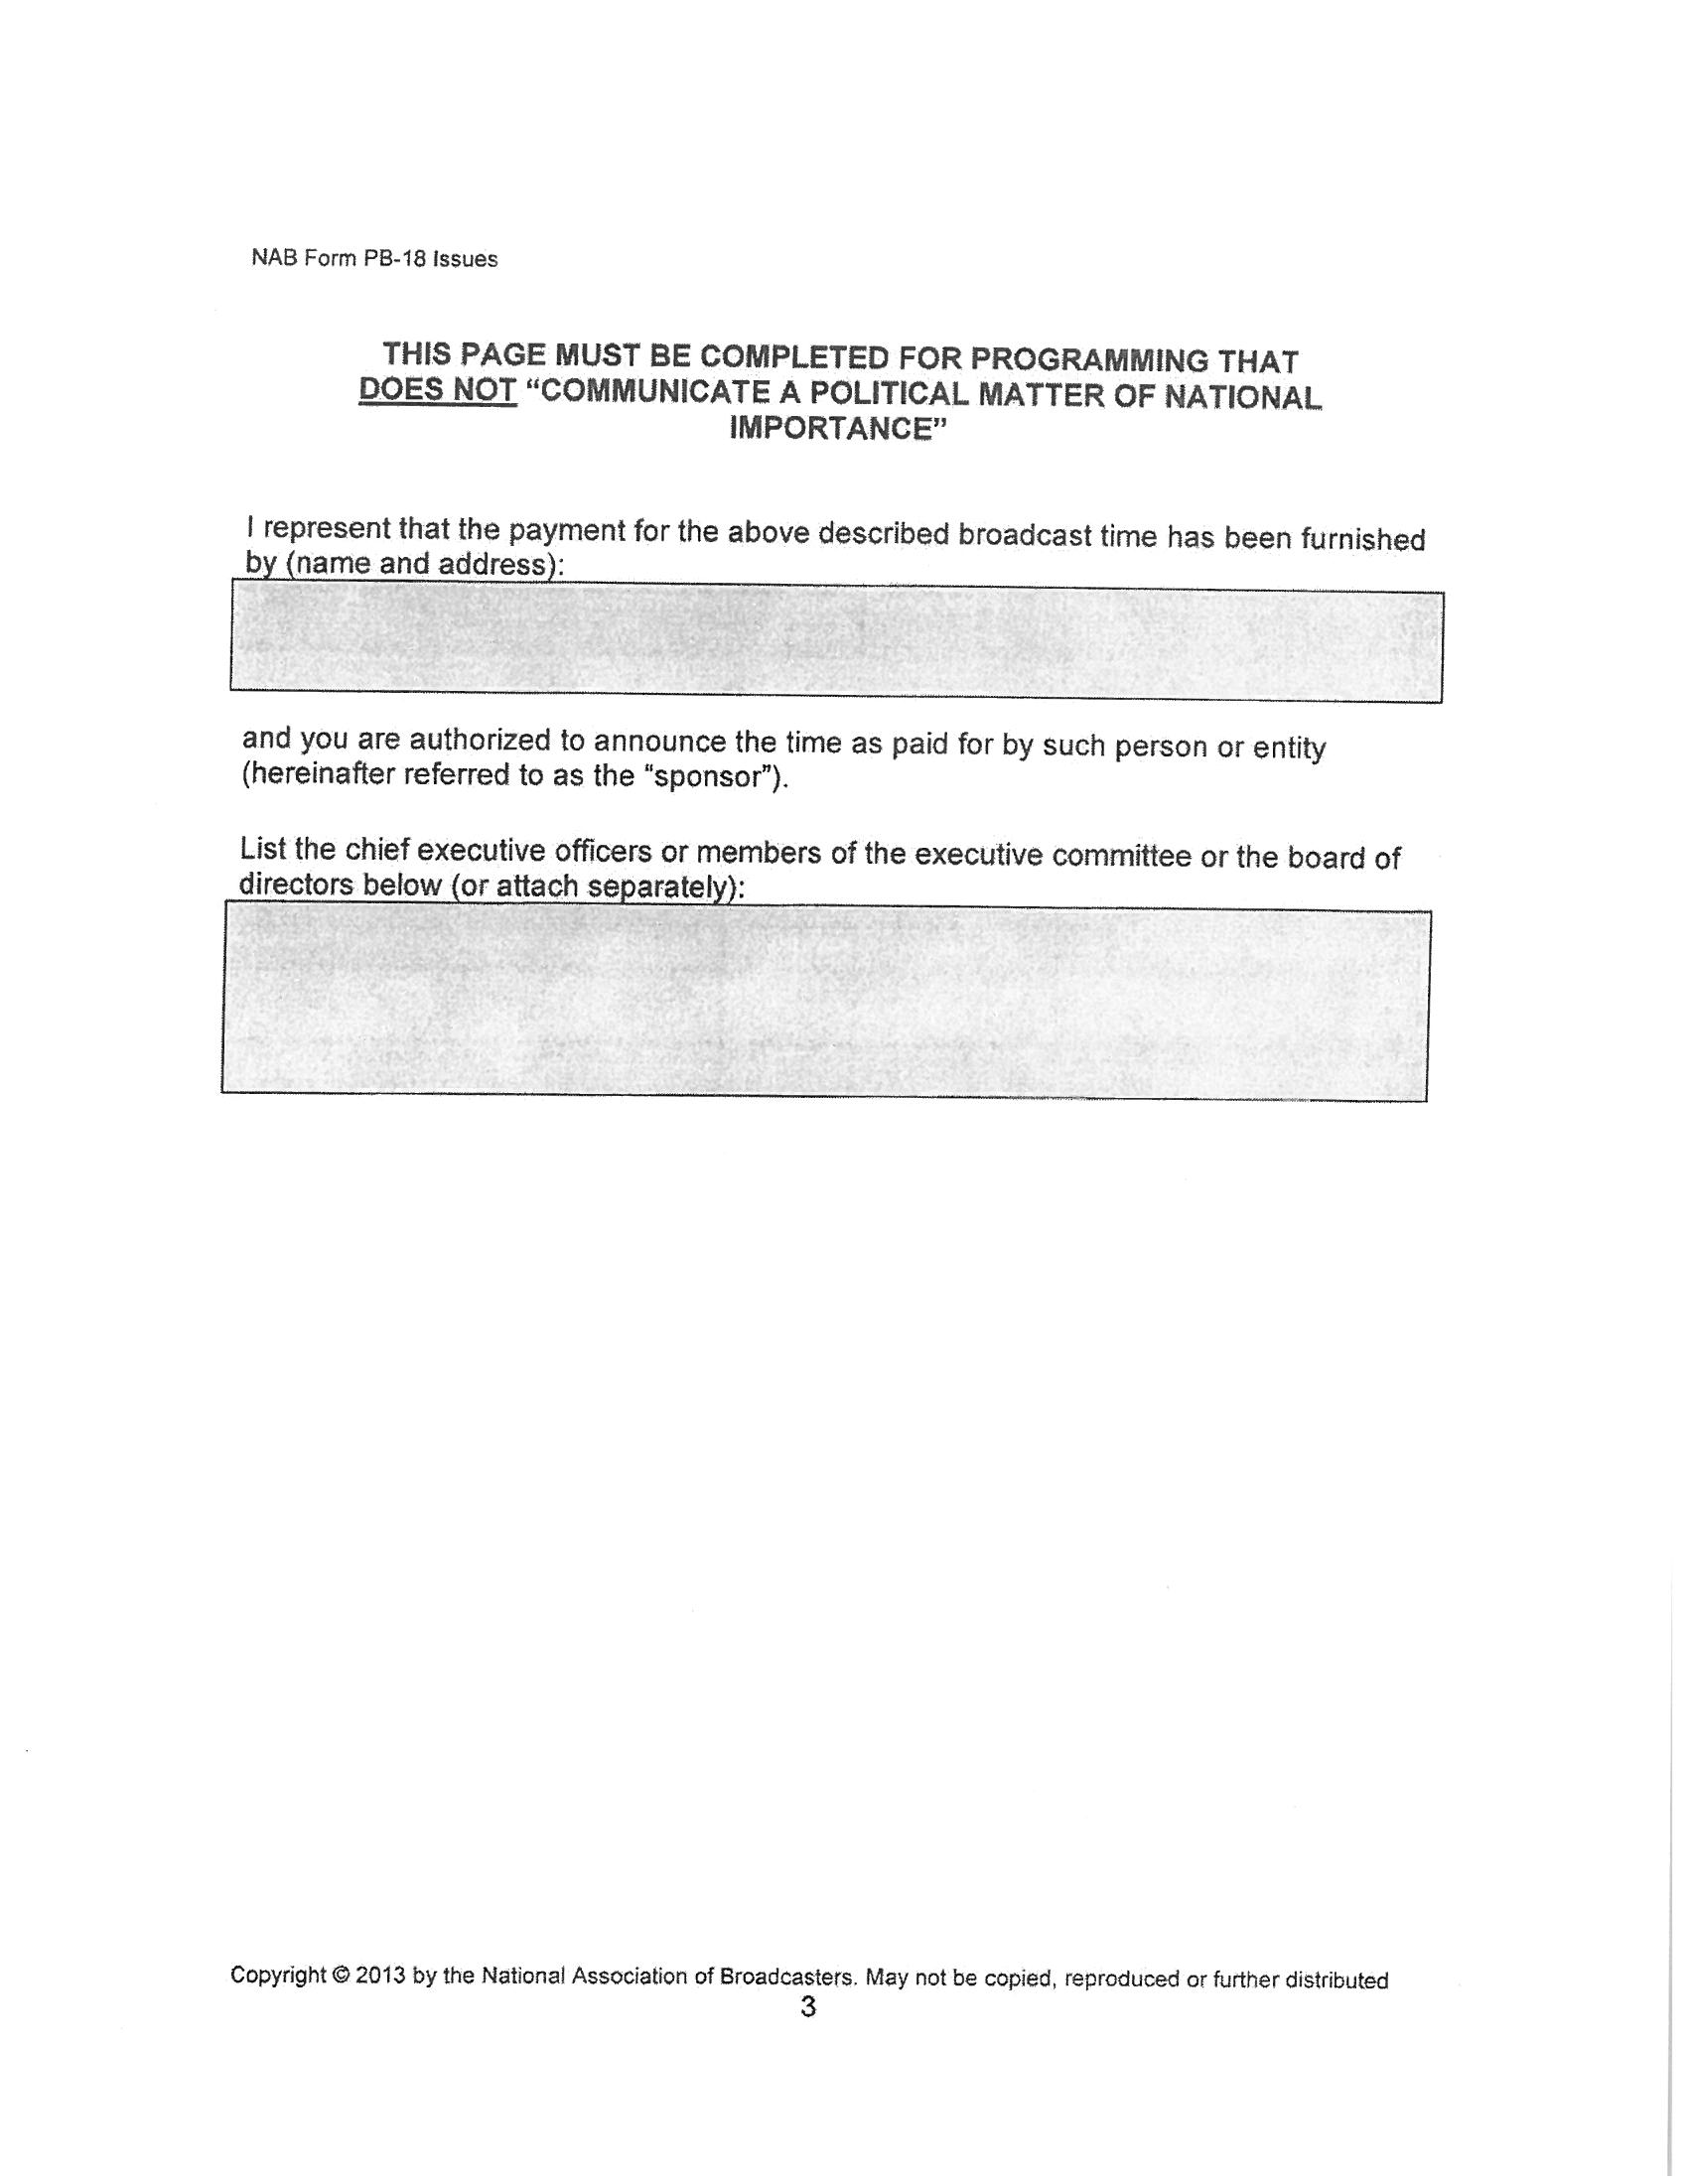 NAB Form PB-18 Issues
THIS PAGE MUST BE COMPLETED FOR PROGRAMMING THAT
DOES NOT “COMMUNICATE A POLITICAL MATTER OF NATIONAL
IMPORTANCE”
I represent that the payment for the above described broadcast time has been furnished
by (name and address):
and you are authorized to announce the time as paid for by such person or entity
(hereinafter referred to as the “sponsor”).
List the chief executive officers or members of the executive committee or the board of
directors below (or attach separately):
Copyright © 2013 by the National Association of Broadcasters. May not be copied, reproduced or further distributed
3